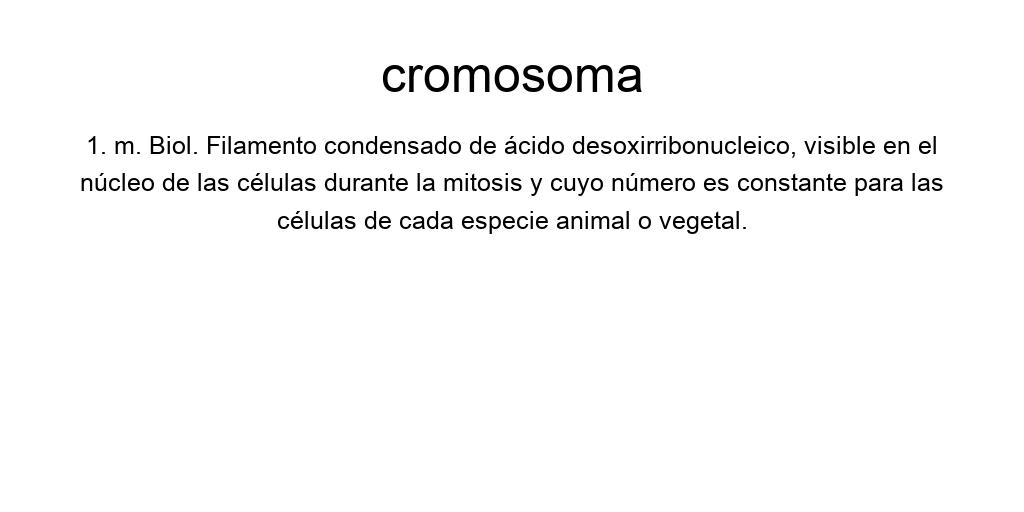 cromosoma
1. m. Biol. Filamento condensado de ácido desoxirribonucleico, visible en el
núcleo de las células durante la mitosis y cuyo número es constante para las
células de cada especie animal o vegetal.